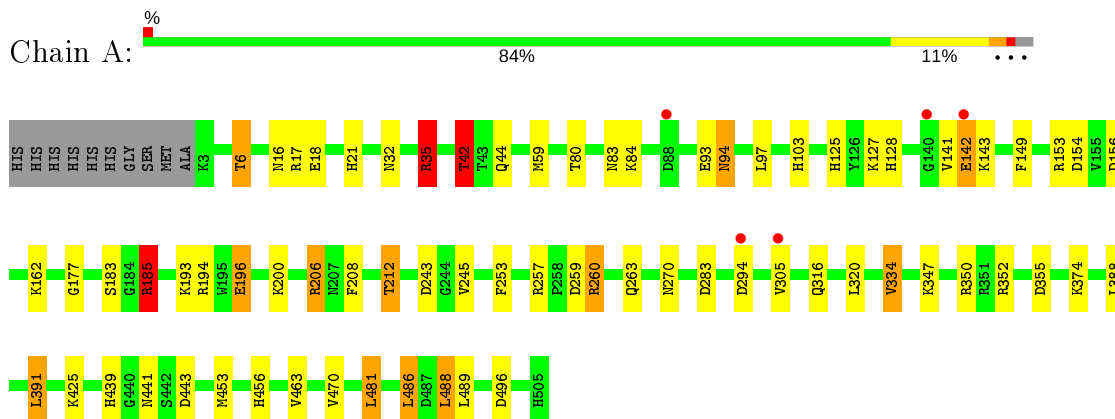 %
Chain A:
84%
11%
• • •
HIS HIS HIS HIS HIS HIS GLY SER MET ALA K3 T6 N16 R17 E18 H21 N32 R35 T42 T43 Q44 M59 T80 N83 K84 D88 E93 N94 L97 H103 H125 Y126 K127 H128 G140 V141 E142 K143 F149 R153 D154 V155 D156
K162 G177 S183 G184 R185 K193 R194 W195 E196 K200 R206 N207 F208 T212 D243 G244 V245 F253 R257 P258 D259 R260 Q263 N270 D283 D294 V305 Q316 L320 V334 K347 R350 R351 R352 D355 K374 L388
L391 K425 H439 G440 N441 S442 D443 M453 H456 V463 V470 L481 L486 D487 L488 L489 D496 H505